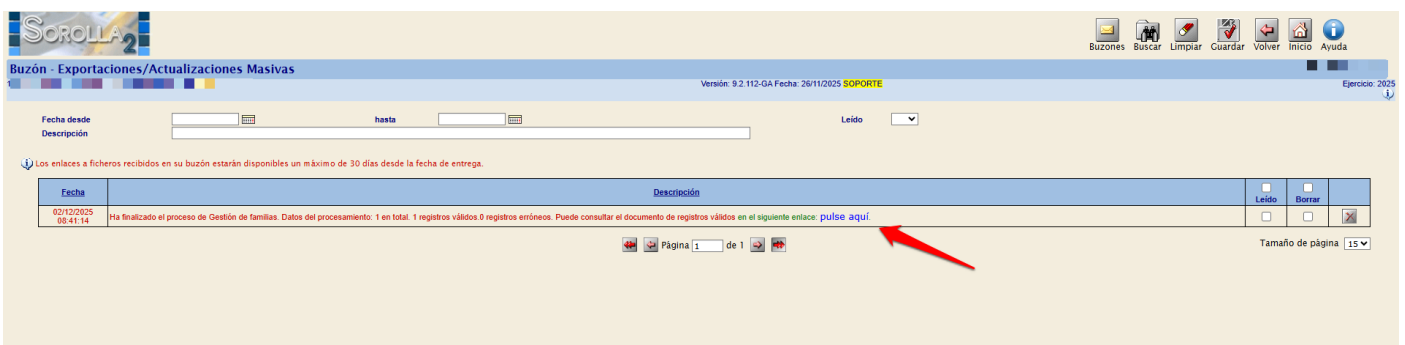 SOROLLA2
Buzones Buscar Limpiar Guardar Volver Inicio Ayuda
Buzón - Exportaciones/Actualizaciones Masivas
Versión: 9.2.112-GA Fecha: 26/11/2025 SOPORTE
Ejercicio: 2025
Fecha desde hasta Leído
Descripción
Los enlaces a ficheros recibidos en su buzón estarán disponibles un máximo de 30 días desde la fecha de entrega.
Fecha Descripción Leído Borrar
02/12/2025
08:41:14
Ha finalizado el proceso de Gestión de familias. Datos del procesamiento: 1 en total. 1 registros válidos.0 registros erróneos. Puede consultar el documento de registros válidos en el siguiente enlace: pulse aquí.
Página 1 de 1 Tamaño de página 15